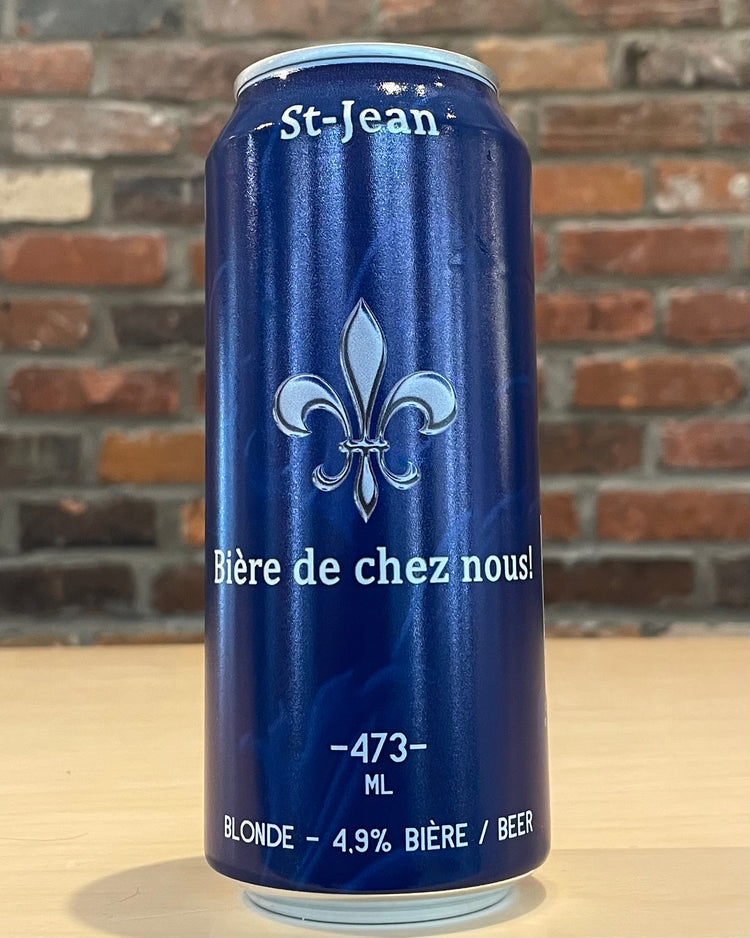 St-Jean
Bière de chez nous!
-473-
ML
BLONDE - 4,9% BIÈRE / BEER